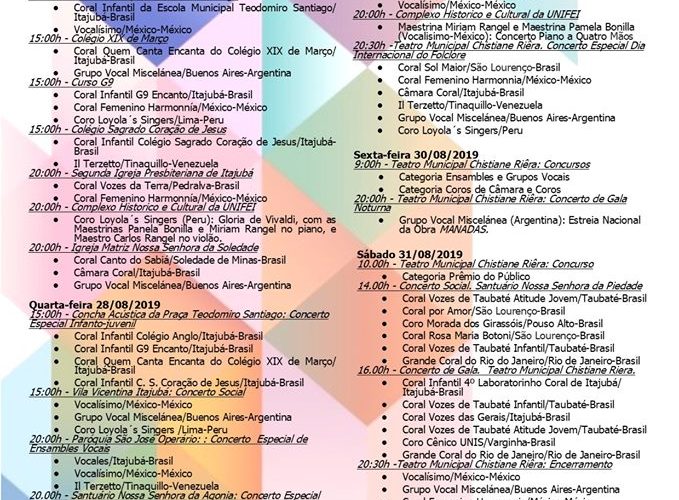 Coral Infantil da Escola Municipal Teodomiro Santiago/
Itajubá-Brasil
Vocalísimo/México-México
15:00h - Colégio XIX de Março
Coral Quem Canta Encanta do Colégio XIX de Março/
Itajubá-Brasil
Grupo Vocal Miscelánea/Buenos Aires-Argentina
15:00h - Curso G9
Coral Infantil G9 Encanto/Itajubá-Brasil
Coral Femenino Harmonnía/México-México
Coro Loyola´s Singers/Lima-Peru
15:00h - Colégio Sagrado Coração de Jesus
Coral Infantil Colégio Sagrado Coração de Jesus/Itajubá-
Brasil
Il Terzetto/Tinaquillo-Venezuela
20:00h - Segunda Igreja Presbiteriana de Itajubá
Coral Vozes da Terra/Pedralva-Brasil
Coral Femenino Harmonnía/México-México
20:00h - Complexo Historico e Cultural da UNIFEI
Coro Loyola´s Singers (Peru): Gloria de Vivaldi, com as
Maestrinas Panela Bonilla e Miriam Rangel no piano, e
Maestro Carlos Rangel no violão.
20:00h - Igreja Matriz Nossa Senhora da Soledade
Coral Canto do Sabiá/Soledade de Minas-Brasil
Câmara Coral/Itajubá-Brasil
Grupo Vocal Miscelánea/Buenos Aires-Argentina
Quarta-feira 28/08/2019
15:00h - Concha Acústica da Praça Teodomiro Santiago: Concerto
Especial Infanto-juvenil
Coral Infantil Colégio Anglo/Itajubá-Brasil
Coral Infantil G9 Encanto/Itajubá-Brasil
Coral Quem Canta Encanta do Colégio XIX de Março/
Itajubá-Brasil
Coral Infantil C. S. Coração de Jesus/Itajubá-Brasil
15:00h - Vila Vicentina Itajubá: Concerto Social
Vocalísimo/México-México
Grupo Vocal Miscelánea/Buenos Aires-Argentina
Coro Loyola´s Singers /Lima-Peru
20:00h - Paroquia São José Operário: : Concerto Especial de
Ensambles Vocais
Vocales/Itajubá-Brasil
Vocalísimo/México-México
Il Terzetto/Tinaquillo-Venezuela
20.00h - Santuário Nossa Senhora da Agonia: Concerto Especial
Vocalísimo/México-México
20:00h - Complexo Historico e Cultural da UNIFEI
Maestrina Miriam Rangel e Maestrina Pamela Bonilla
(Vocalísimo-México): Concerto Piano a Quatro Mãos
20:30h -Teatro Municipal Chistiane Riêra. Concerto Especial Dia
Internacional do Folclore
Coral Sol Maior/São Lourenço-Brasil
Coral Femenino Harmonnia/México-México
Câmara Coral/Itajubá-Brasil
Il Terzetto/Tinaquillo-Venezuela
Grupo Vocal Miscelánea/Buenos Aires-Argentina
Coro Loyola´s Singers/Peru
Sexta-feira 30/08/2019
9:00h - Teatro Municipal Chistiane Riêra: Concursos
Categoria Ensambles e Grupos Vocais
Categoria Coros de Câmara e Coros
20:00h - Teatro Municipal Chistiane Riêra: Concerto de Gala
Noturna
Grupo Vocal Miscelánea (Argentina): Estreia Nacional
da Obra MANADAS.
Sábado 31/08/2019
10.00h - Teatro Municipal Chistiane Riêra: Concurso
Categoria Prêmio do Público
14.00h - Concerto Social. Santuário Nossa Senhora da Piedade
Coral Vozes de Taubaté Atitude Jovem/Taubaté-Brasil
Coral por Amor/São Lourenço-Brasil
Coro Morada dos Girassóis/Pouso Alto-Brasil
Coral Rosa Maria Botoni/São Lourenço-Brasil
Coral Vozes de Taubaté Infantil/Taubaté-Brasil
Grande Coral do Rio de Janeiro/Rio de Janeiro-Brasil
16.00h - Concerto de Gala. Teatro Municipal Chistiane Riera.
Coral Infantil 4º Laboratorinho Coral de Itajubá/
Itajubá-Brasil
Coral Vozes de Taubaté Infantil/Taubaté-Brasil
Coral Vozes das Gerais/Itajubá-Brasil
Coral Vozes de Taubaté Atitude Jovem/Taubaté-Brasil
Coro Cênico UNIS/Varginha-Brasil
Grande Coral do Rio de Janeiro/Rio de Janeiro-Brasil
20:30h -Teatro Municipal Chistiane Riêra: Encerramento
Vocalísimo/México-México
Grupo Vocal Miscelánea/Buenos Aires-Argentina